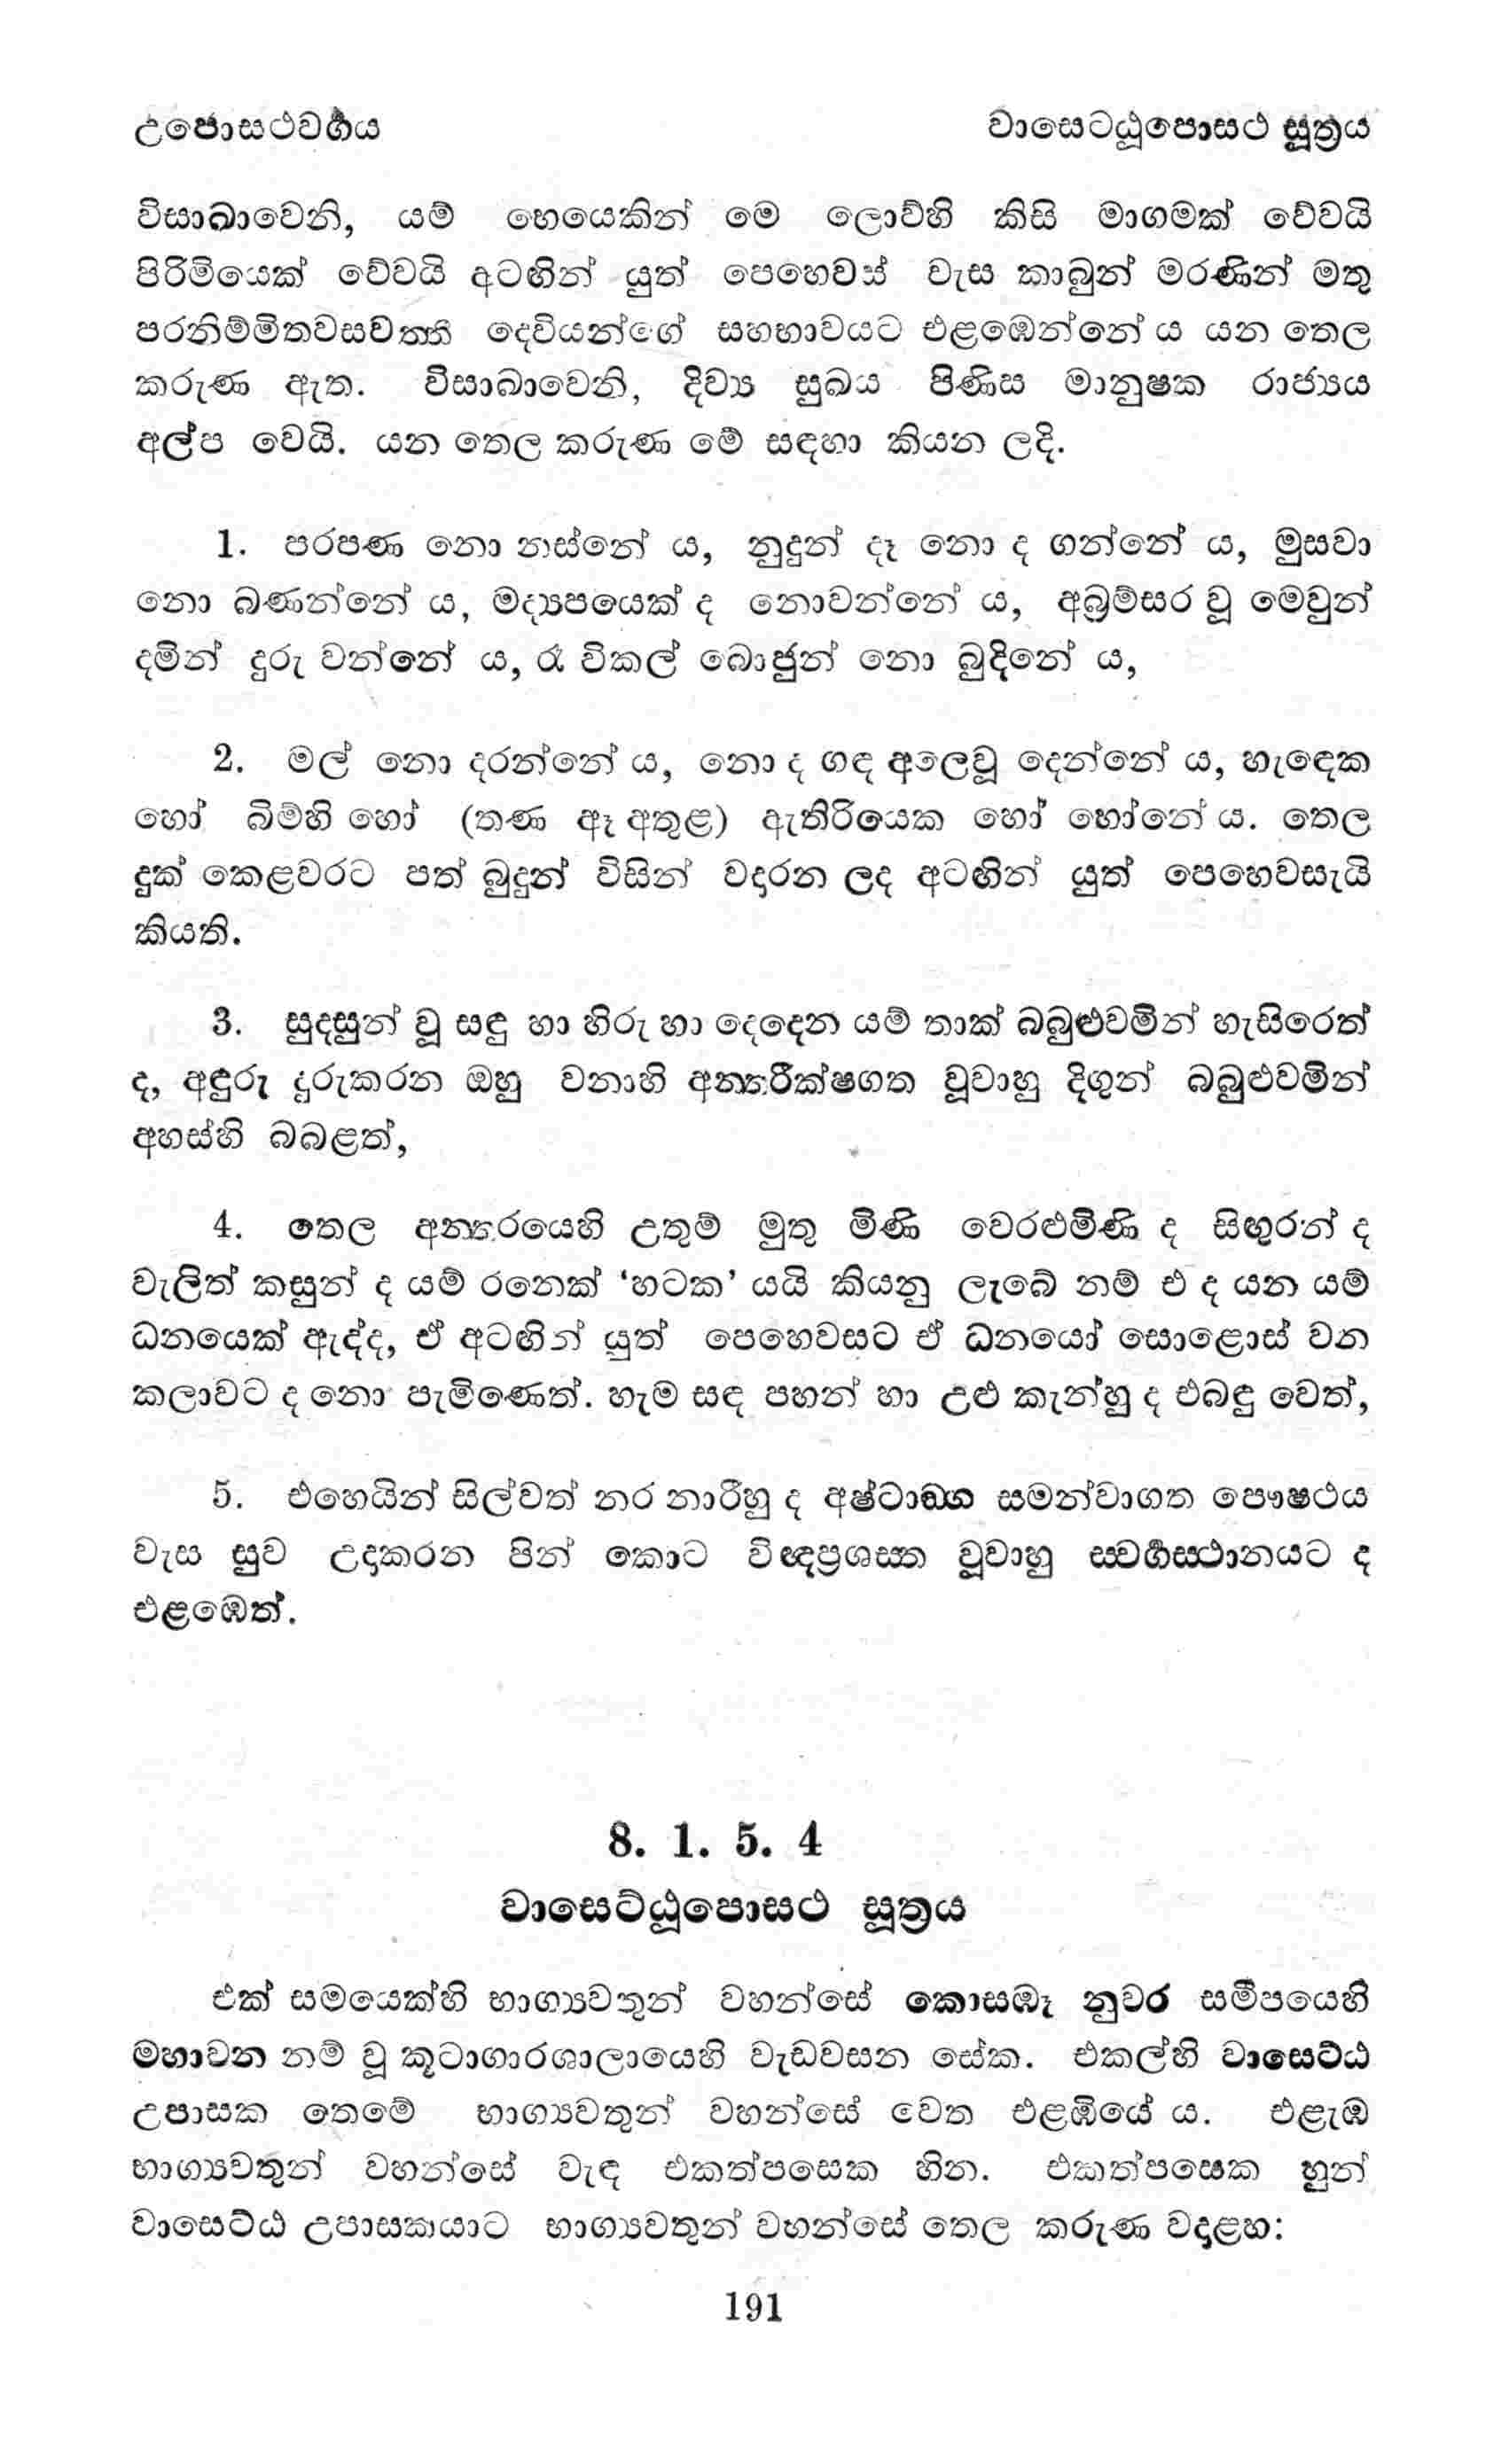 උපොසථවර්‍ගය වාසෙටඨූපොසථ සූත්‍රය
විසාඛාවෙනි, යම් හෙයෙකින් මෙ ලොව්හි කිසි මාගමක් වේවයි
පිරිමියෙක් වේවයි අටඟින් යුත් පෙහෙවස් වැස කාබුන් මරණින් මතු
පරනිම්මිතවසවත්ති දෙවියන්ගේ සහභාවයට එළඹෙන්නේ ය යන තෙල
කරුණ ඇත. විසාඛාවෙනි, දිව්‍ය සුඛය පිණිස මානුෂක රාජ්‍යය
අල්ප වෙයි. යන තෙල කරුණ මේ සඳහා කියන ලදි.
1. පරපණ නො නස්නේ ය, නුදුන් දෑ නො ද ගන්නේ ය, මුසවා
නො බණන්නේ ය, මද්‍යපයෙක් ද නොවන්නේ ය, අබ්‍රම්සර වූ මෙවුන්
දමින් දුරු වන්නේ ය, රෑ විකල් බොජුන් නො බුදිනේ ය,
2. මල් නො දරන්නේ ය, නො ද ගඳ අලෙවූ දෙන්නේ ය, හැඳෙක
හෝ බිම්හි හෝ (තණ ඈ අතුළ) ඇතිරියෙක හෝ හෝනේ ය. තෙල
දුක් කෙළවරට පත් බුදුන් විසින් වදාරන ලද අටඟින් යුත් පෙහෙවසැයි
කියති.
3. සුදසුන් වූ සඳු හා හිරු හා දෙදෙන යම් තාක් බබුළුවමින් හැසිරෙත්
ද, අඳුරු දුරුකරන ඔහු වනාහි අන්තරීක්ෂගත වූවාහු දිගුන් බබුළුවමින්
අහස්හි බබළත්,
4. තෙල අන්තරයෙහි උතුම් මුතු මිණි වෙරළුමිණි ද සිඟුරන් ද
වැලිත් කසුන් ද යම් රනෙක් ‘හටක’ යයි කියනු ලැබේ නම් එ ද යන යම්
ධනයෙක් ඇද්ද, ඒ අටඟින් යුත් පෙහෙවසට ඒ ධනයෝ සොළොස් වන
කලාවට ද නො පැමිණෙත්. හැම සඳ පහන් හා උළු කැන්හු ද එබඳු වෙත්,
5. එහෙයින් සිල්වත් නර නාරීහු ද අෂ්ටාඞ්ග සමන්වාගත පෞෂථය
වැස සුව උදකරන පින් කොට විඥප්‍රශස්ත වූවාහු ස්වර්‍ගස්ථානයට ද
එළඹෙත්.
8. 1. 5. 4
වාසෙට්ඨූපොසථ සූත්‍රය
එක් සමයෙක්හි භාග්‍යවතුන් වහන්සේ කොසඹෑ නුවර සමීපයෙහි
මහාවන නම් වූ කූටාගාරශාලායෙහි වැඩවසන සේක. එකල්හි වාසෙට්ඨ
උපාසක තෙමේ භාග්‍යවතුන් වහන්සේ වෙත එළඹියේ ය. එළැඹ
භාග්‍යවතුන් වහන්සේ වැඳ එකත්පසෙක හින. එකත්පසෙක හුන්
වාසෙට්ඨ උපාසකයාට භාග්‍යවතුන් වහන්සේ තෙල කරුණ වදාළහ:
191